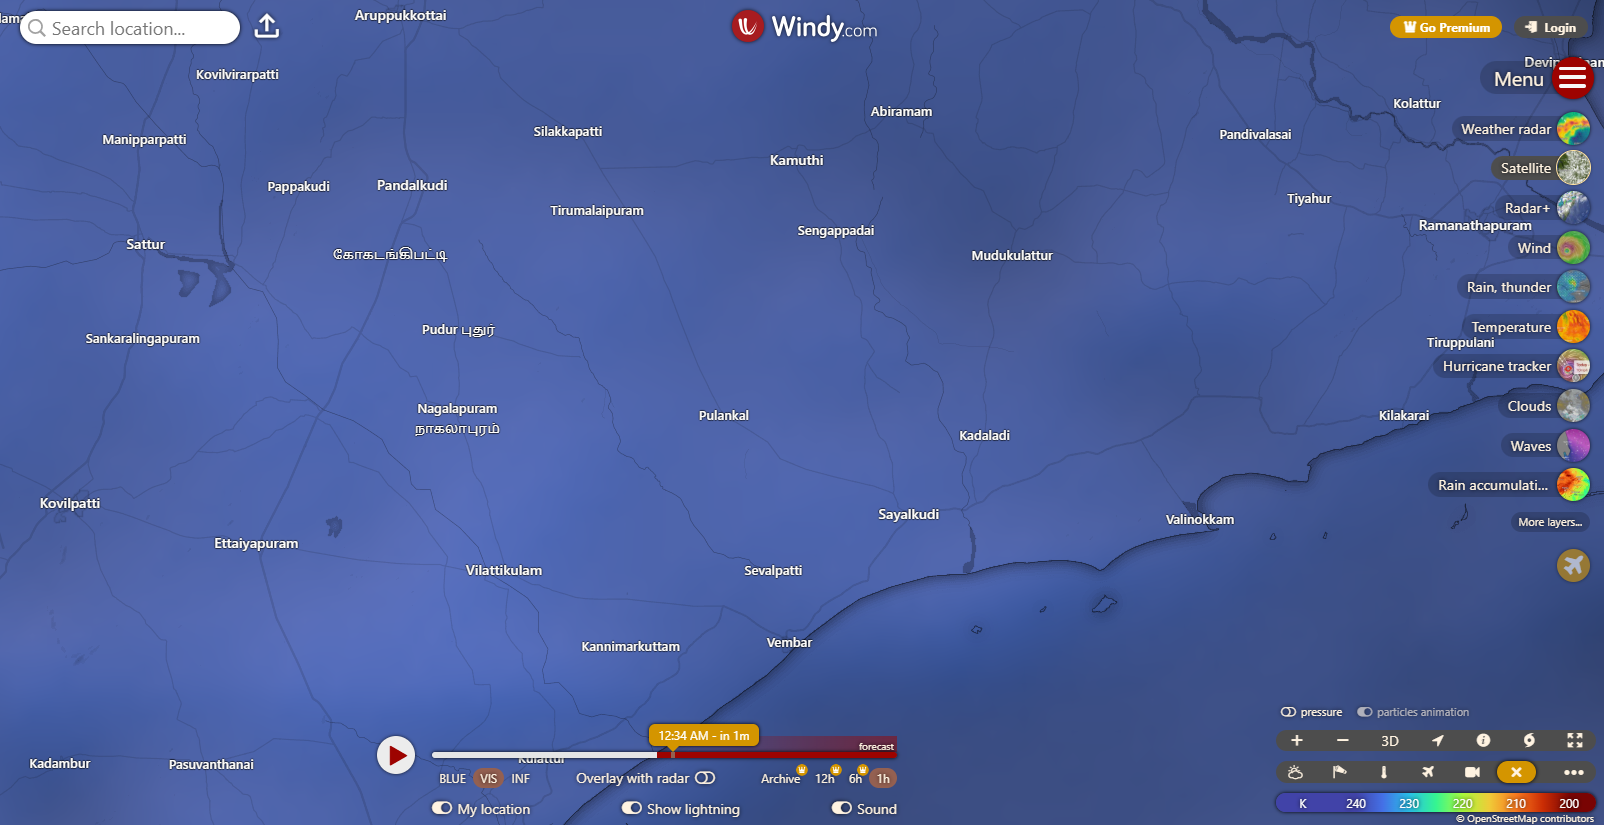 Aruppukkottai
Search location...
Windy.com
Go Premium
Login
Kovilvirarpatti
Menu
Kolattur
Abiramam
Manipparpatti
Silakkapatti
Pandivalasai
Weather radar
Kamuthi
Satellite
Pappakudi
Pandalkudi
Tirumalaipuram
Tiyahur
Radar+
Ramanathapuram
Sengappadai
Sattur
கோகடங்கிபட்டி
Mudukulattur
Wind
Rain, thunder
Pudur புதூர்
Temperature
Sankaralingapuram
Tiruppulani
Hurricane tracker
Nagalapuram
நாகலாபுரம்
Pulankal
Clouds
Kilakarai
Kadaladi
Waves
Rain accumulati...
Kovilpatti
Sayalkudi
Valinokkam
More layers...
Ettaiyapuram
Vilattikulam
Sevalpatti
Kannimarkuttam
Vembar
pressure
particles animation
12:34 AM - in 1m
forecast
3D
Kulattur
Kadambur
Pasuvanthanai
BLUE
VIS
INF
Overlay with radar
Archive
12h
6h
1h
My location
Show lightning
Sound
K 240 230 220 210 200
© OpenStreetMap contributors